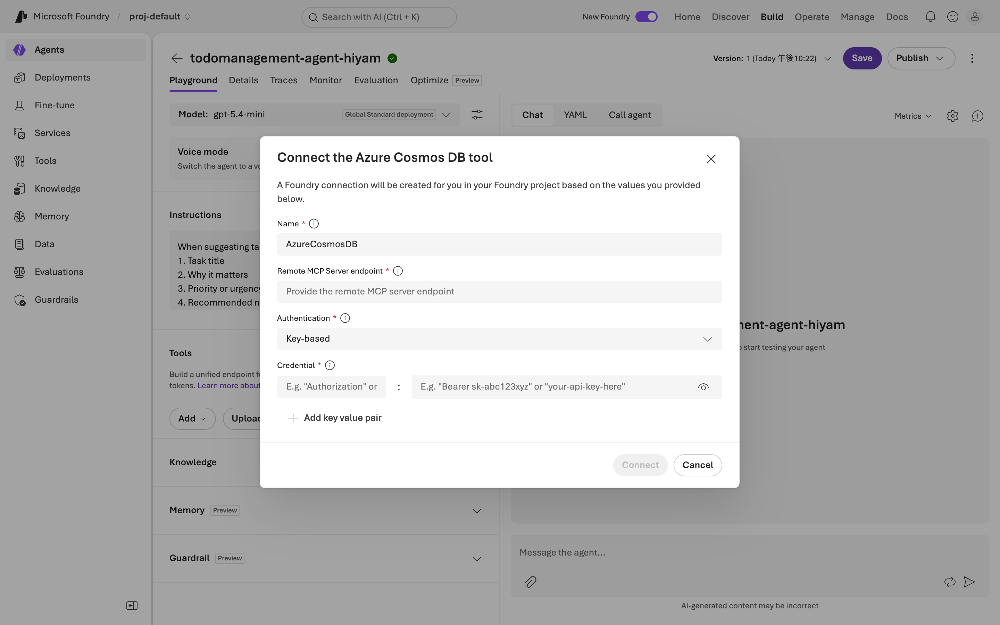 Microsoft Foundry / proj-default
Search with AI (Ctrl + K)
New Foundry
Home
Discover
Build
Operate
Manage
Docs
Agents
Deployments
Fine-tune
Services
Tools
Knowledge
Memory
Data
Evaluations
Guardrails
todomanagement-agent-hiyam
Version: 1 (Today 午後10:22)
Save
Publish
Playground
Details
Traces
Monitor
Evaluation
Optimize
Preview
Model: gpt-5.4-mini
Global Standard deployment
Chat
YAML
Call agent
Metrics
Voice mode
Switch the agent to a
Instructions
When suggesting
1. Task title
2. Why it matters
3. Priority or urgency
4. Recommended
Tools
Build a unified endpoint
tokens. Learn more about
Add
Upload
Knowledge
Memory
Preview
Guardrail
Preview
Connect the Azure Cosmos DB tool
A Foundry connection will be created for you in your Foundry project based on the values you provided
below.
Name *
AzureCosmosDB
Remote MCP Server endpoint *
Provide the remote MCP server endpoint
Authentication *
Key-based
Credential *
E.g. "Authorization" or
:
E.g. "Bearer sk-abc123xyz" or "your-api-key-here"
Add key value pair
Connect
Cancel
ent-agent-hiyam
start testing your agent
Message the agent...
AI-generated content may be incorrect